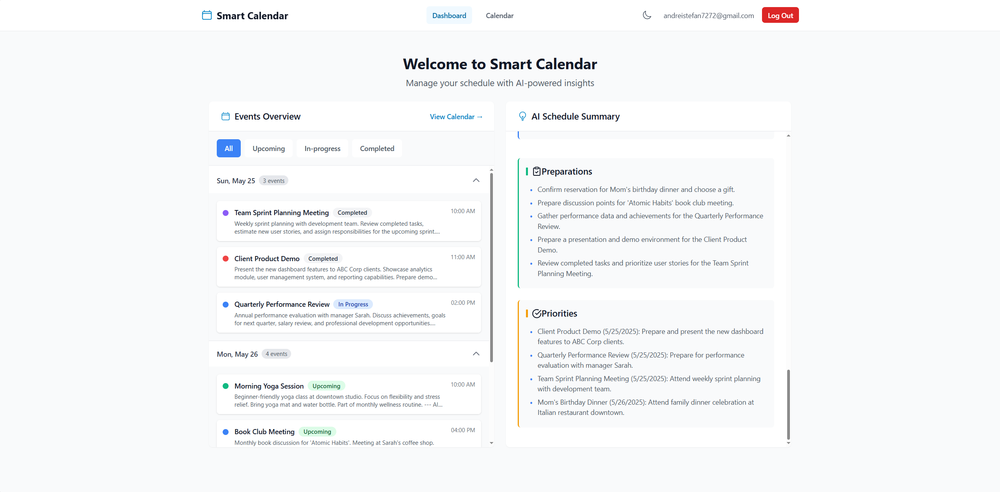 Smart Calendar
Dashboard
Calendar
andreistefan7272@gmail.com
Log Out
Welcome to Smart Calendar
Manage your schedule with AI-powered insights
Events Overview
View Calendar →
All
Upcoming
In-progress
Completed
Sun, May 25
3 events
Team Sprint Planning Meeting
Completed
10:00 AM
Weekly sprint planning with development team. Review completed tasks,
estimate new user stories, and assign responsibilities for the upcoming sprint....
Client Product Demo
Completed
11:00 AM
Present the new dashboard features to ABC Corp clients. Showcase analytics
module, user management system, and reporting capabilities. Prepare demo...
Quarterly Performance Review
In Progress
02:00 PM
Annual performance evaluation with manager Sarah. Discuss achievements, goals
for next quarter, salary review, and professional development opportunities....
Mon, May 26
4 events
Morning Yoga Session
Upcoming
10:00 AM
Beginner-friendly yoga class at downtown studio. Focus on flexibility and stress
relief. Bring yoga mat and water bottle. Part of monthly wellness routine. --- AI...
Book Club Meeting
Upcoming
04:00 PM
Monthly book discussion for 'Atomic Habits'. Meeting at Sarah's coffee shop.
AI Schedule Summary
Preparations
• Confirm reservation for Mom's birthday dinner and choose a gift.
• Prepare discussion points for 'Atomic Habits' book club meeting.
• Gather performance data and achievements for the Quarterly Performance
Review.
• Prepare a presentation and demo environment for the Client Product
Demo.
• Review completed tasks and prioritize user stories for the Team Sprint
Planning Meeting.
Priorities
• Client Product Demo (5/25/2025): Prepare and present the new dashboard
features to ABC Corp clients.
• Quarterly Performance Review (5/25/2025): Prepare for performance
evaluation with manager Sarah.
• Team Sprint Planning Meeting (5/25/2025): Attend weekly sprint planning
with development team.
• Mom's Birthday Dinner (5/26/2025): Attend family dinner celebration at
Italian restaurant downtown.